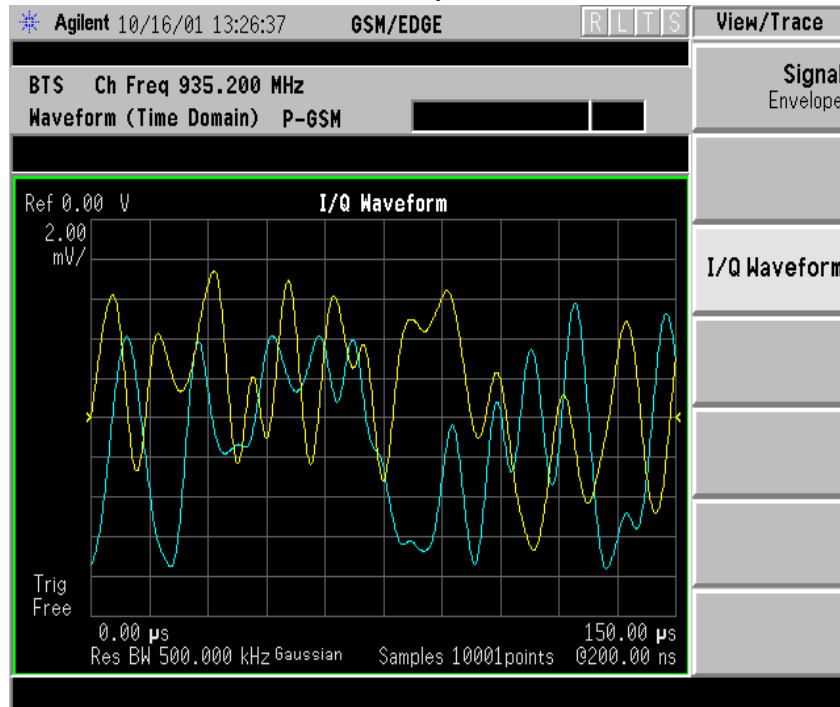 Agilent 10/16/01 13:26:37 GSM/EDGE R L T S View/Trace
BTS Ch Freq 935.200 MHz
Waveform (Time Domain) P-GSM
Signal
Envelope
I/Q Waveform
Ref 0.00 V I/Q Waveform
2.00
mV/
Trig
Free
0.00 µs 150.00 µs
Res BW 500.000 kHz Gaussian Samples 10001points @200.00 ns